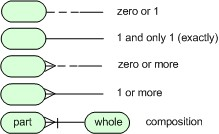 zero or 1
1 and only 1 (exactly)
zero or more
1 or more
part whole composition